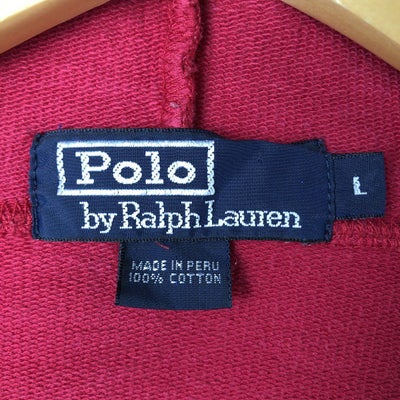 Polo
by Ralph Lauren
L
MADE IN PERU
100% COTTON